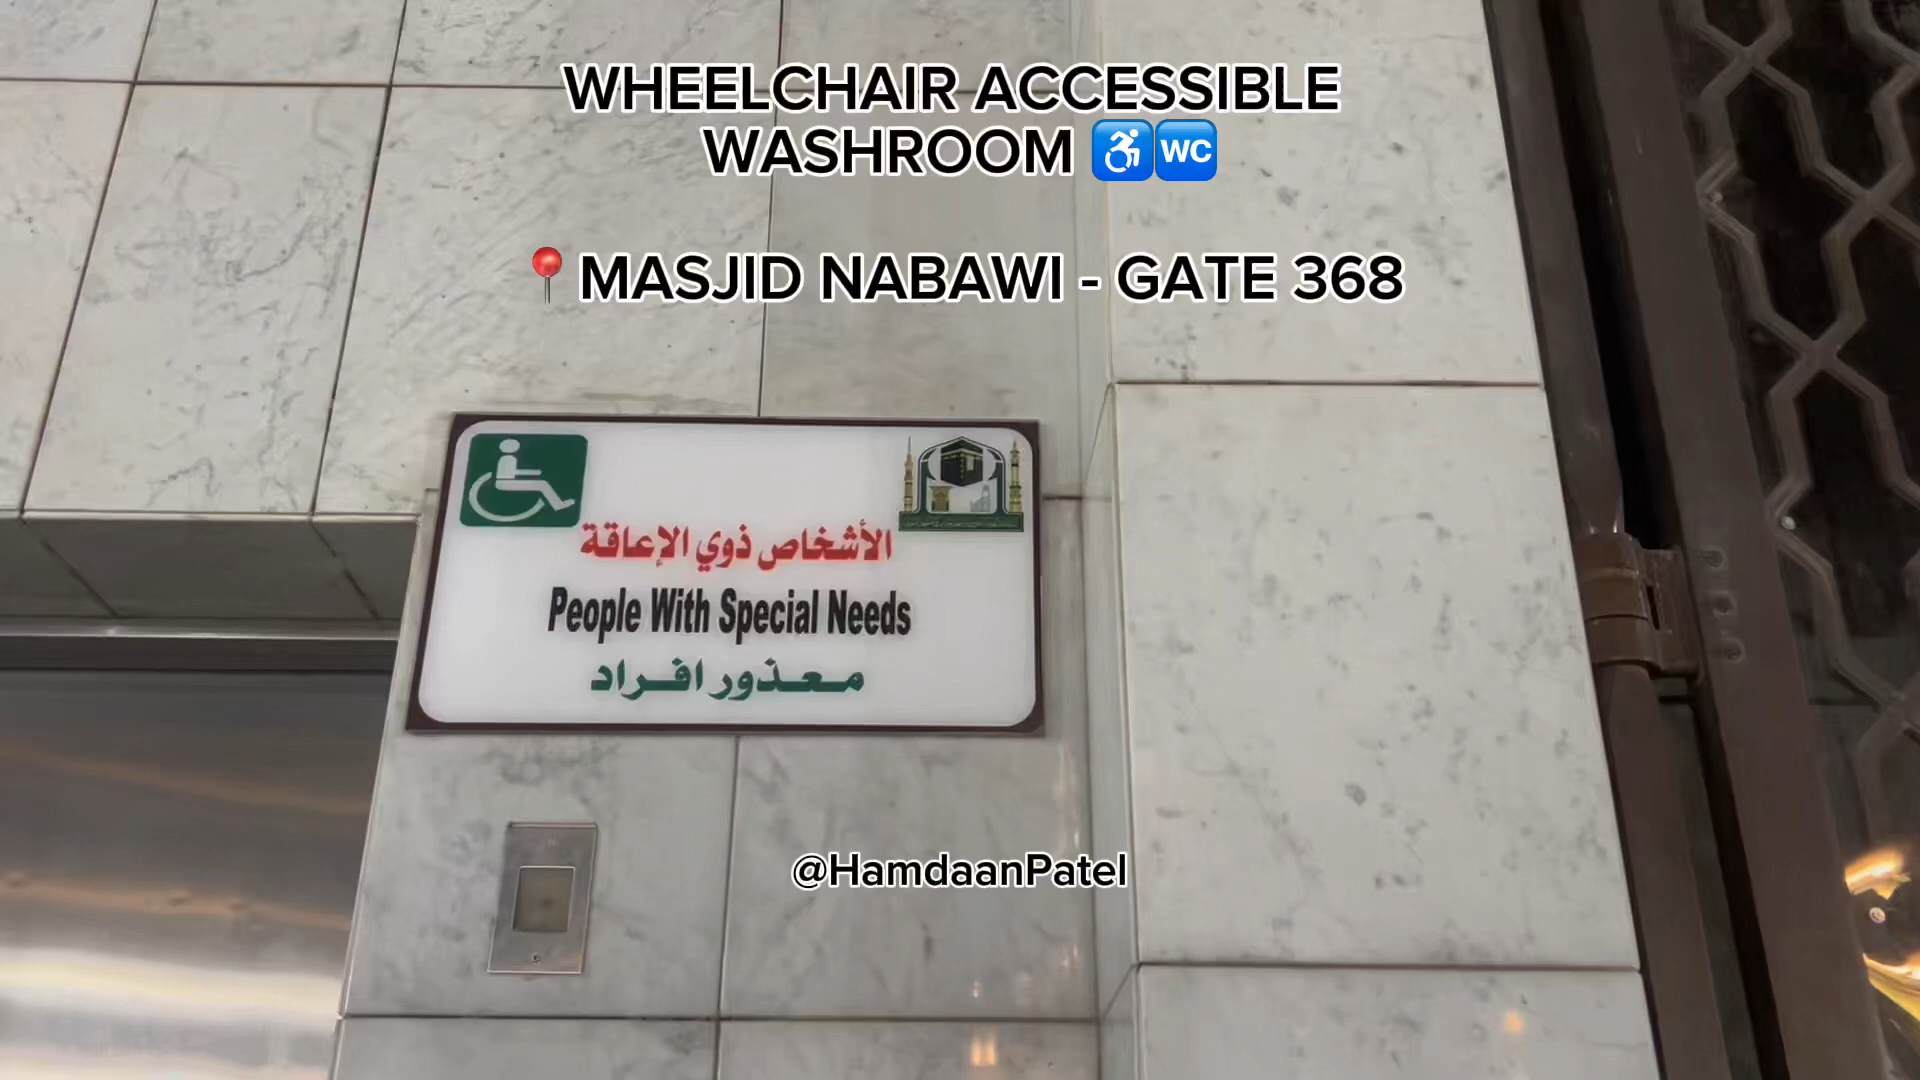 WHEELCHAIR ACCESSIBLE
WASHROOM ♿🚾
📍MASJID NABAWI - GATE 368
الأشخاص ذوي الإعاقة
People With Special Needs
معذور افراد
@HamdaanPatel